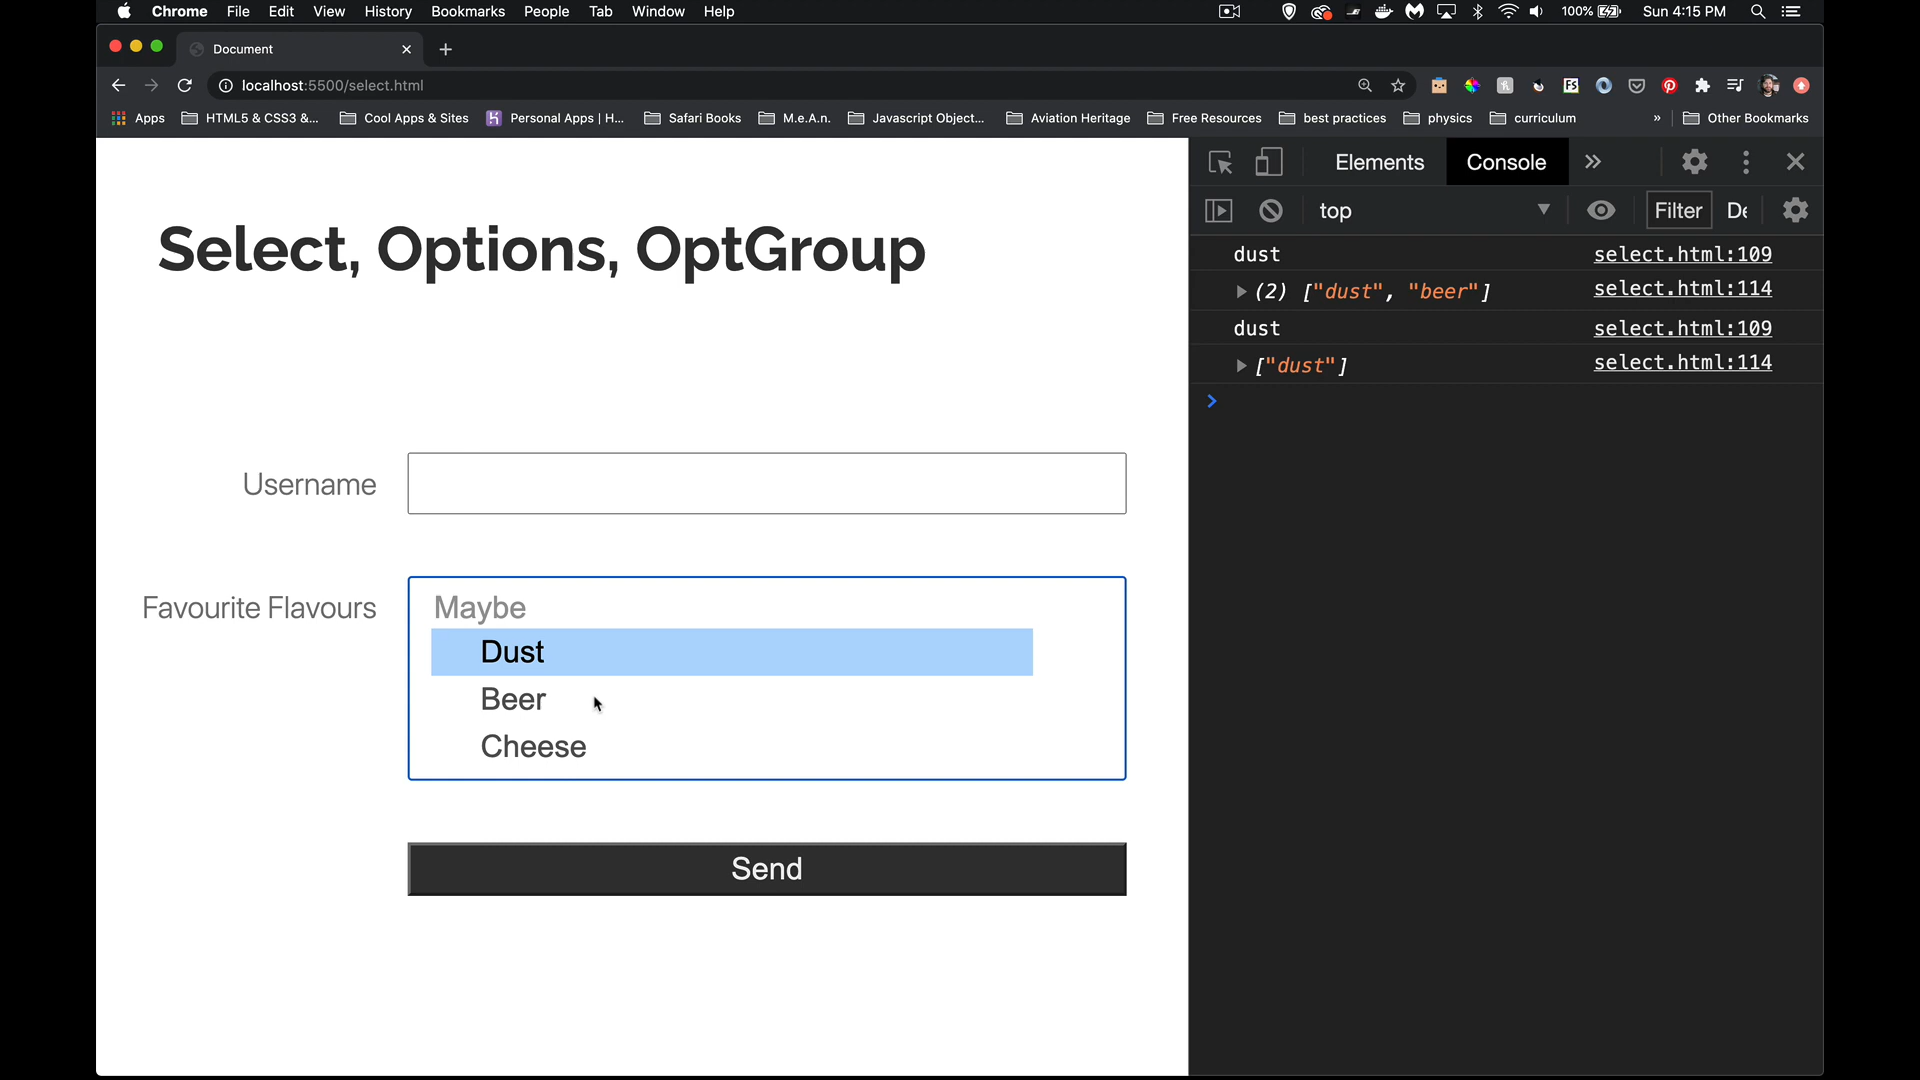 Chrome File Edit View History Bookmarks People Tab Window Help 100% Sun 4:15 PM
Document
localhost:5500/select.html
Apps HTML5 & CSS3 &... Cool Apps & Sites Personal Apps | H... Safari Books M.e.A.n. Javascript Object... Aviation Heritage Free Resources best practices physics curriculum » Other Bookmarks
Elements Console »
top Filter De
Select, Options, OptGroup
Username
Favourite Flavours
Maybe
Dust
Beer
Cheese
Send
dust select.html:109
(2) ["dust", "beer"] select.html:114
dust select.html:109
["dust"] select.html:114